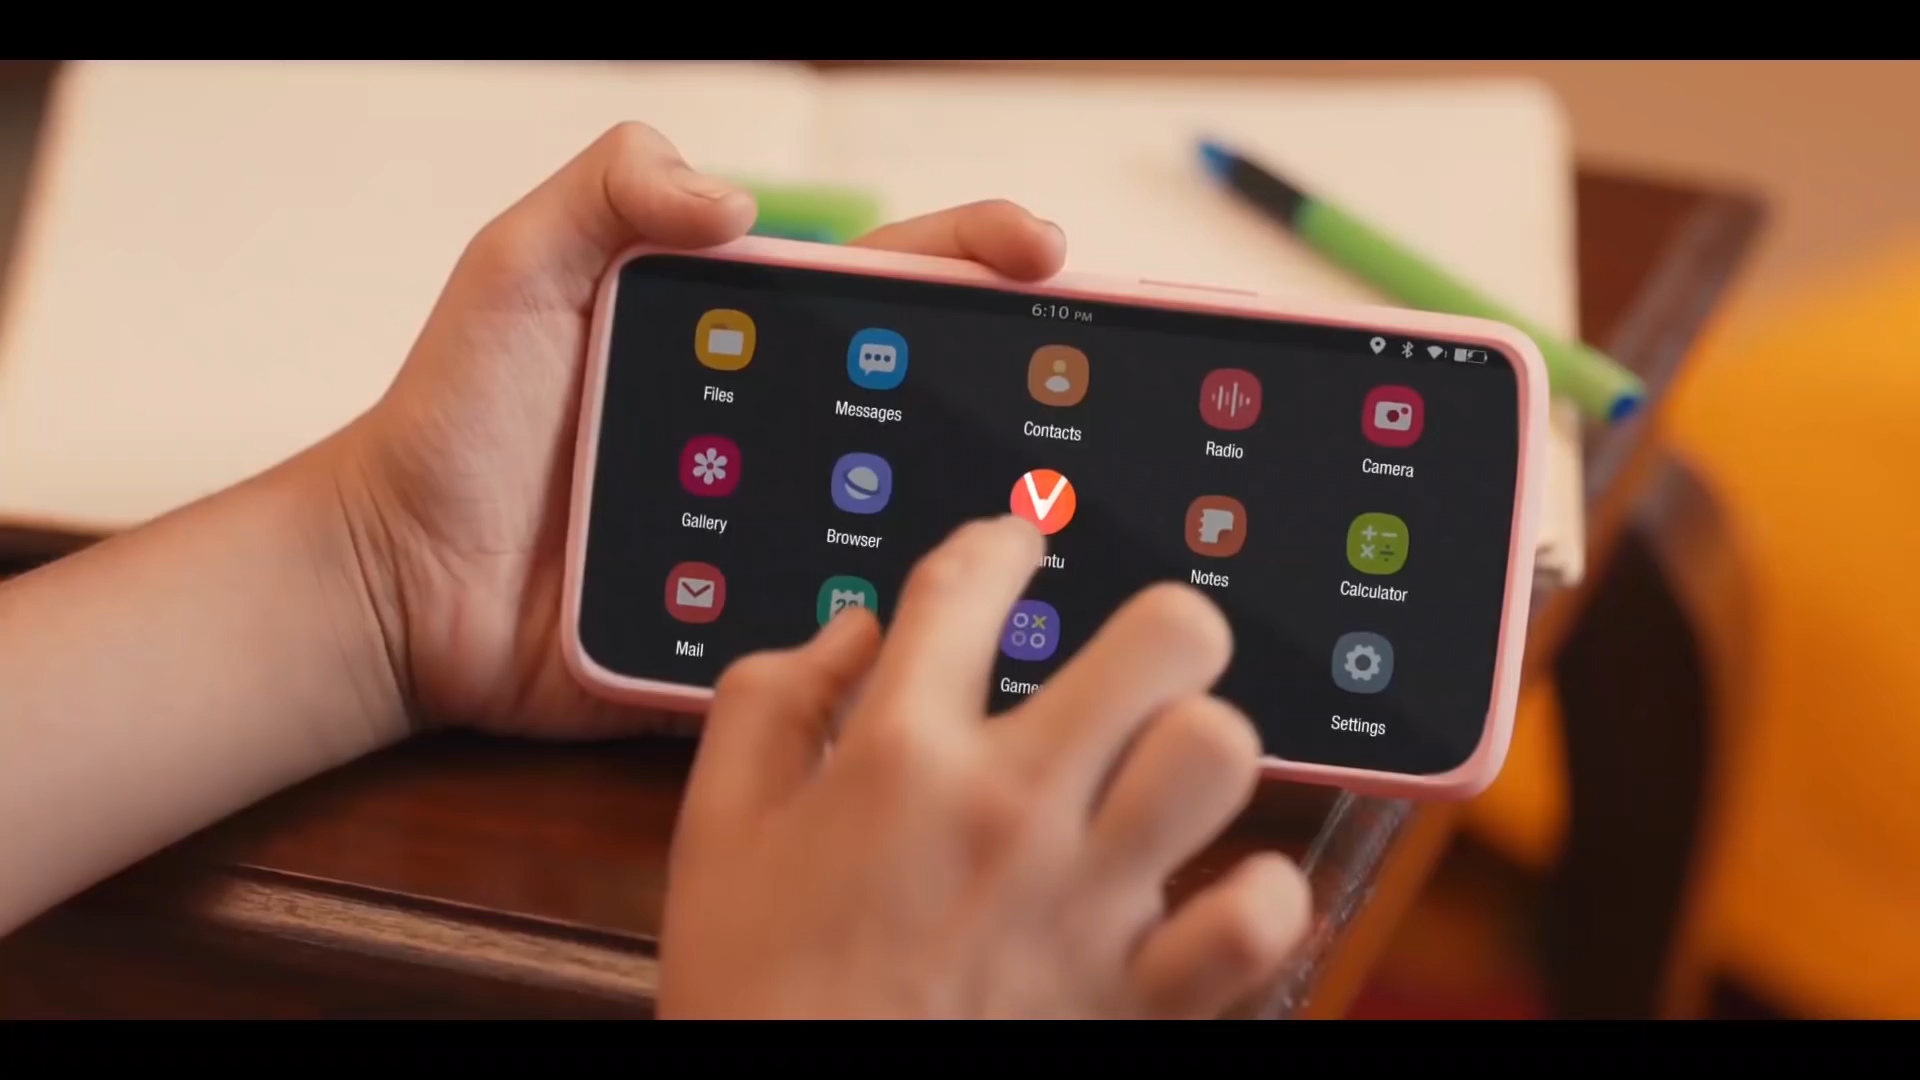 6:10 PM
Files
Messages
Contacts
Radio
Camera
Gallery
Browser
Notes
Calculator
Mail
Settings